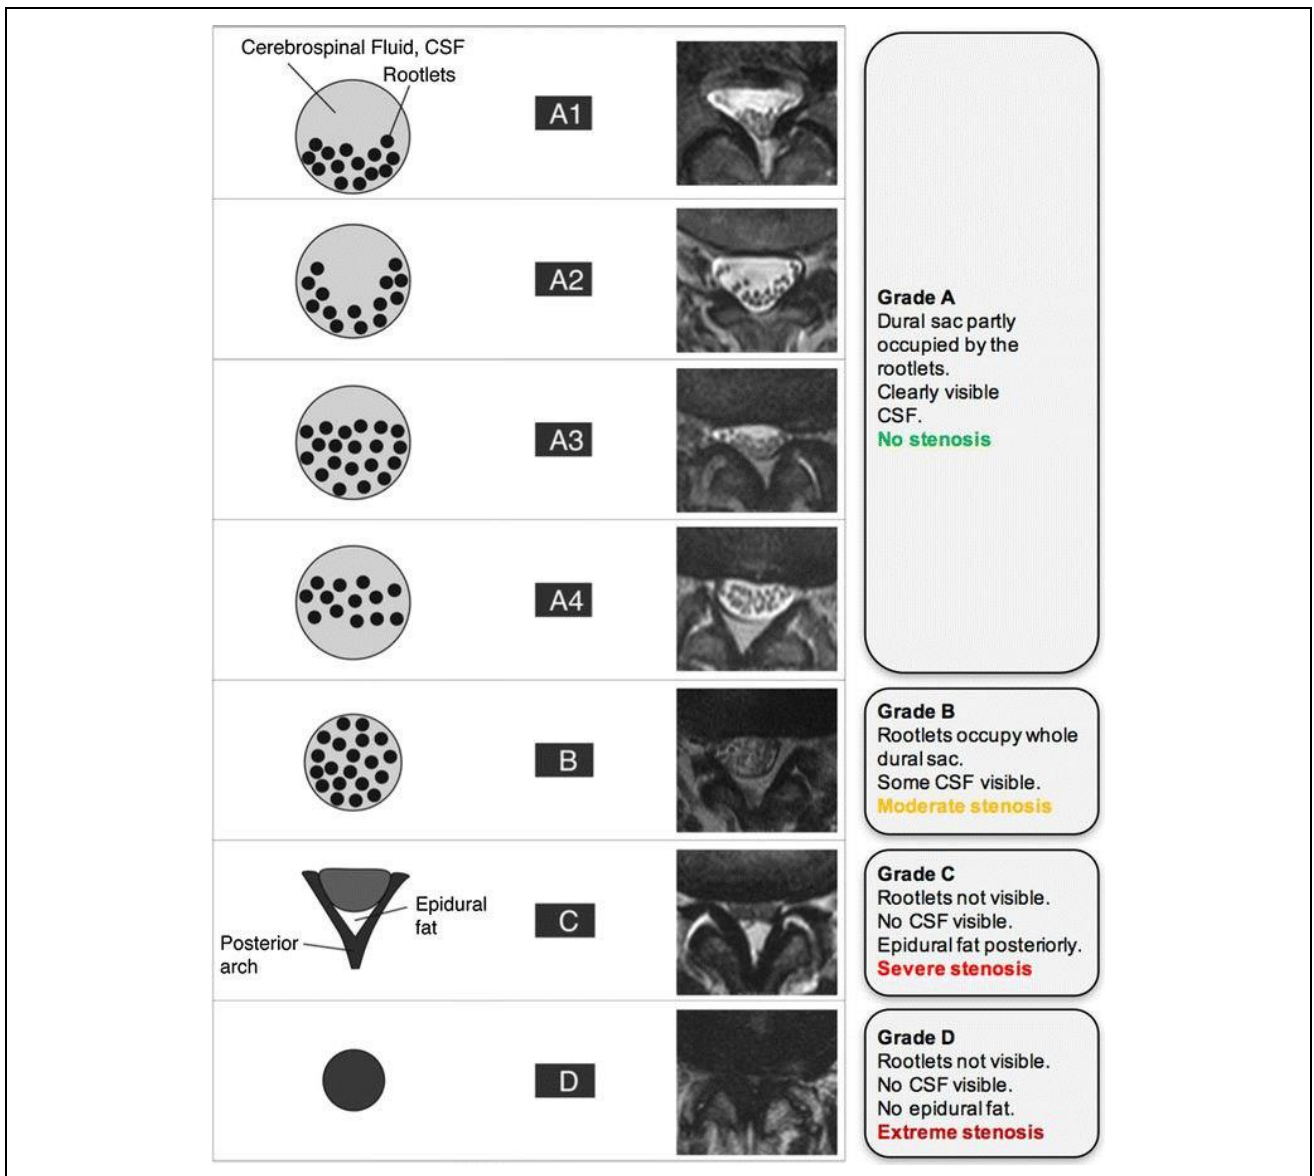 Cerebrospinal Fluid, CSF
Rootlets
A1
A2
A3
A4
Grade A
Dural sac partly
occupied by the
rootlets.
Clearly visible
CSF.
No stenosis
B
Grade B
Rootlets occupy whole
dural sac.
Some CSF visible.
Moderate stenosis
Epidural
fat
Posterior
arch
C
Grade C
Rootlets not visible.
No CSF visible.
Epidural fat posteriorly.
Severe stenosis
D
Grade D
Rootlets not visible.
No CSF visible.
No epidural fat.
Extreme stenosis